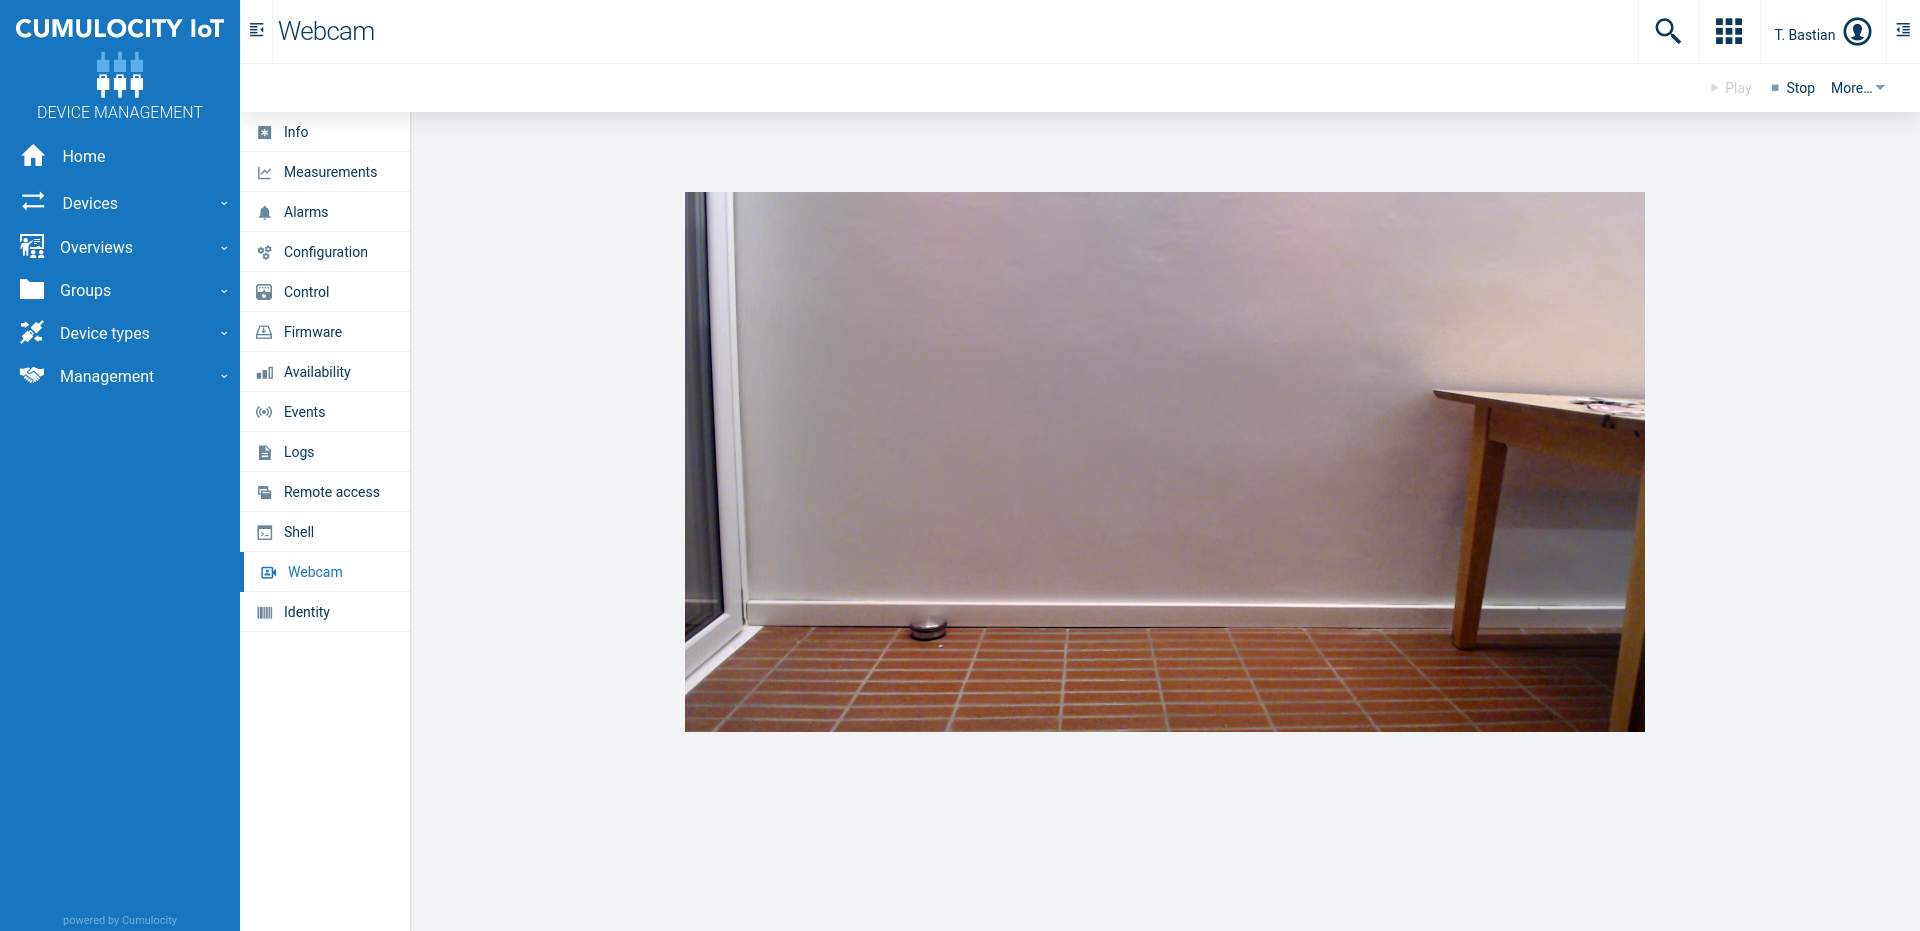 CUMULOCITY IoT
DEVICE MANAGEMENT
Home
Devices
Overviews
Groups
Device types
Management
powered by Cumulocity
Webcam
T. Bastian
Play
Stop
More...
Info
Measurements
Alarms
Configuration
Control
Firmware
Availability
Events
Logs
Remote access
Shell
Webcam
Identity